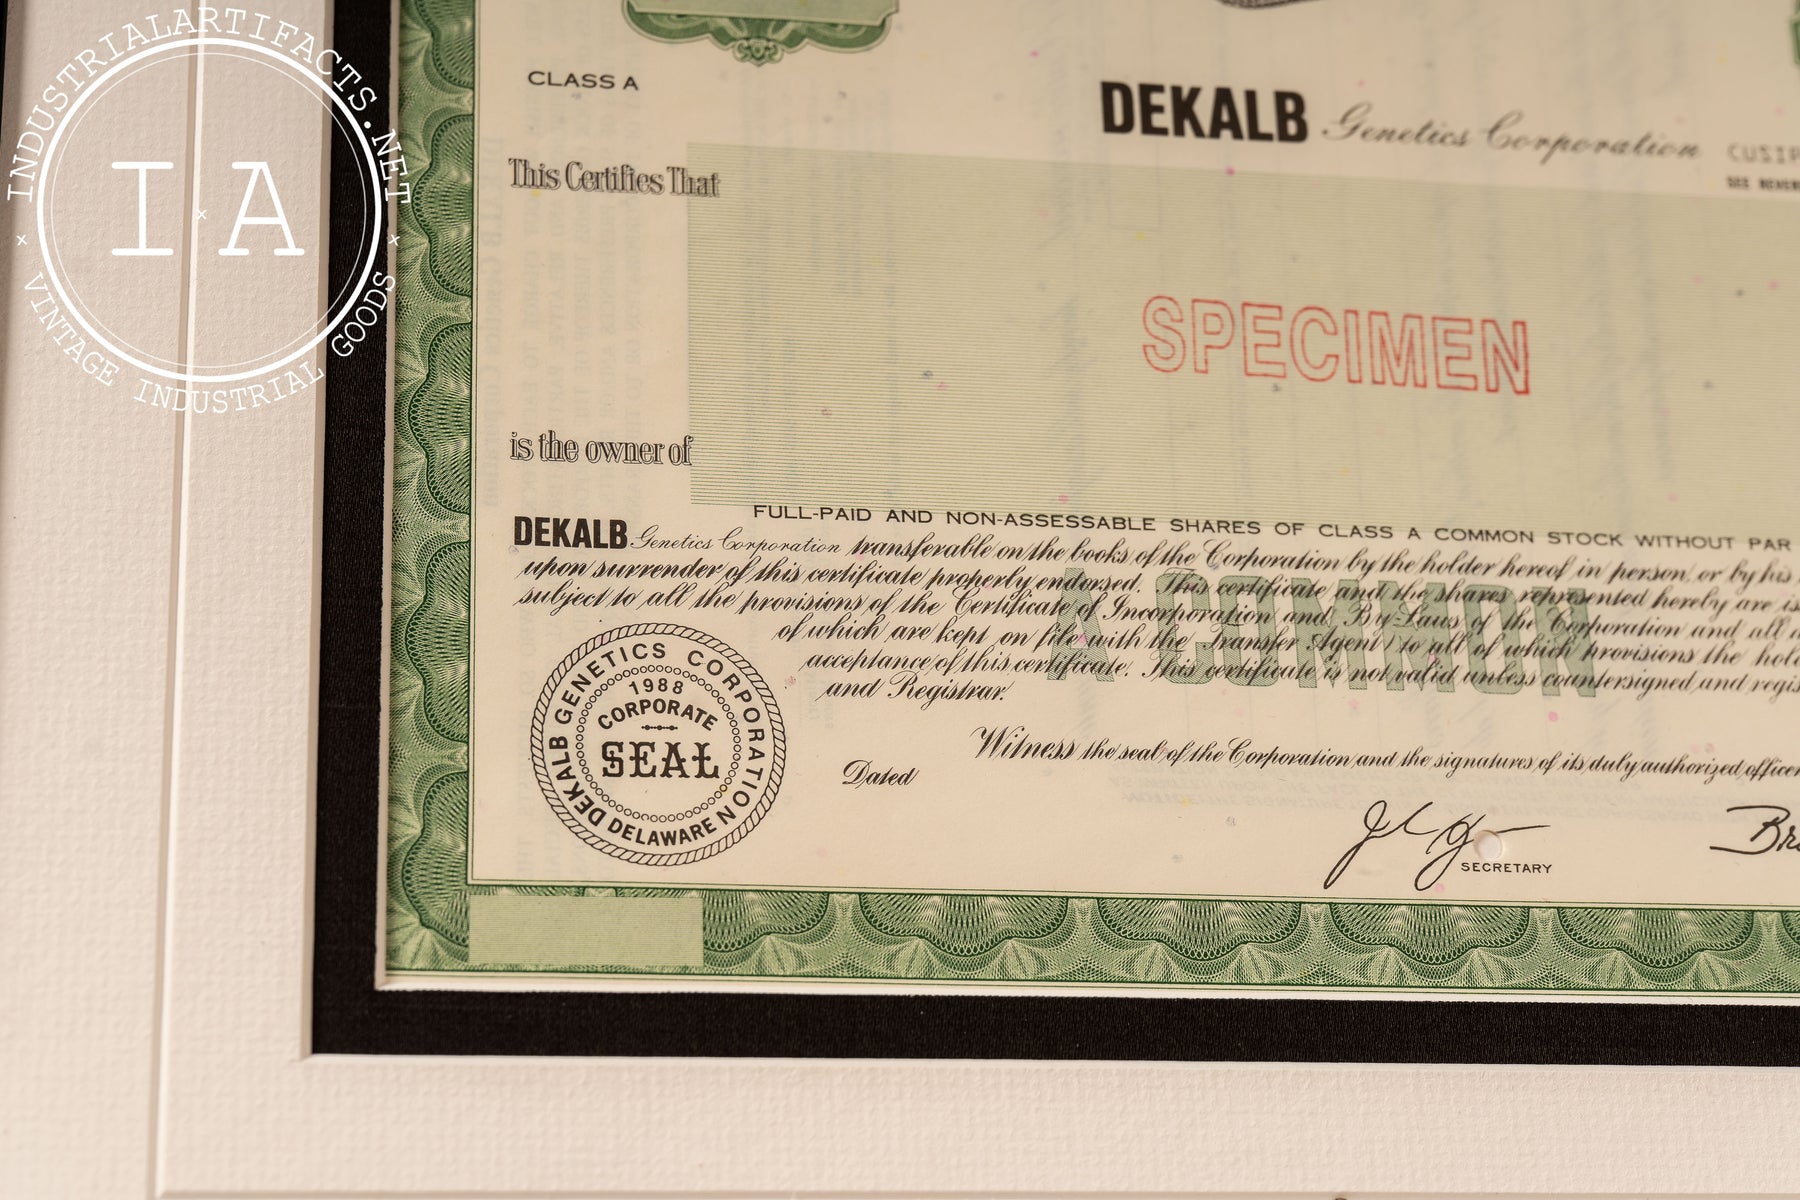 INDUSTRIALARTIFACTS.NET
I A
VINTAGE INDUSTRIAL GOODS
CLASS A
DEKALB Genetics Corporation
CUSIP
This Certifies That
SPECIMEN
is the owner of
FULL-PAID AND NON-ASSESSABLE SHARES OF CLASS A COMMON STOCK WITHOUT PAR
DEKALB Genetics Corporation transferable on the books of the Corporation by the holder hereof in person, or by his
upon surrender of this certificate properly endorsed. This certificate and the shares represented hereby are
subject to all the provisions of the Certificate of Incorporation and By-Laws of the Corporation and all
of which are kept on file with the Transfer Agent) to all of which provisions the
acceptance of this certificate. This certificate is not valid unless countersigned and
and Registrar.
A COMMON
Witness the seal of the Corporation and the signatures of its duly authorized
Dated
DEKALB GENETICS CORPORATION
1988
CORPORATE
SEAL
DELAWARE
SECRETARY